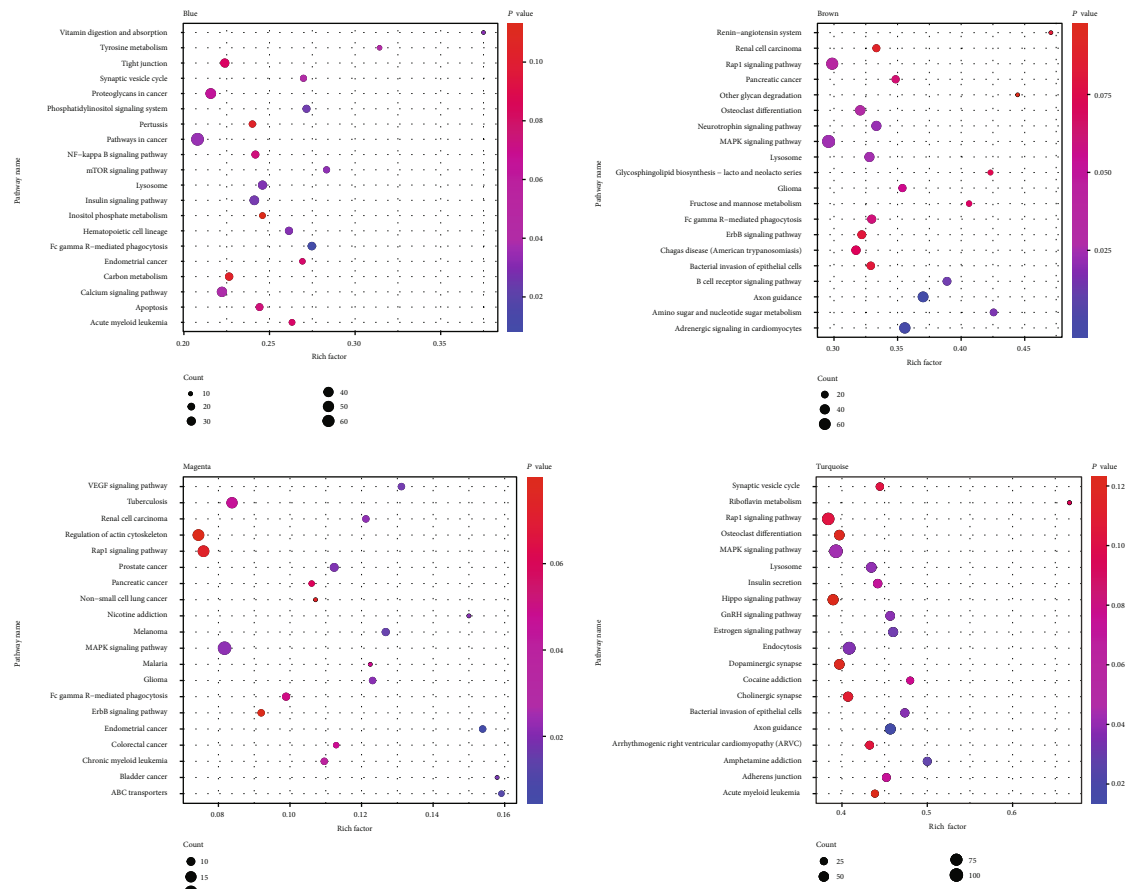 Blue
P value
Pathway name
Vitamin digestion and absorption
Tyrosine metabolism
Tight junction
Synaptic vesicle cycle
Proteoglycans in cancer
Phosphatidylinositol signaling system
Pertussis
Pathways in cancer
NF−kappa B signaling pathway
mTOR signaling pathway
Lysosome
Insulin signaling pathway
Inositol phosphate metabolism
Hematopoietic cell lineage
Fc gamma R−mediated phagocytosis
Endometrial cancer
Carbon metabolism
Calcium signaling pathway
Apoptosis
Acute myeloid leukemia
0.10
0.08
0.06
0.04
0.02
0.20 0.25 0.30 0.35
Rich factor
Count
10
20
30
40
50
60
Brown
P value
Pathway name
Renin−angiotensin system
Renal cell carcinoma
Rap1 signaling pathway
Pancreatic cancer
Other glycan degradation
Osteoclast differentiation
Neurotrophin signaling pathway
MAPK signaling pathway
Lysosome
Glycosphingolipid biosynthesis − lacto and neolacto series
Glioma
Fructose and mannose metabolism
Fc gamma R−mediated phagocytosis
ErbB signaling pathway
Chagas disease (American trypanosomiasis)
Bacterial invasion of epithelial cells
B cell receptor signaling pathway
Axon guidance
Amino sugar and nucleotide sugar metabolism
Adrenergic signaling in cardiomyocytes
0.075
0.050
0.025
0.30 0.35 0.40 0.45
Rich factor
Count
20
40
60
Magenta
P value
Pathway name
VEGF signaling pathway
Tuberculosis
Renal cell carcinoma
Regulation of actin cytoskeleton
Rap1 signaling pathway
Prostate cancer
Pancreatic cancer
Non−small cell lung cancer
Nicotine addiction
Melanoma
MAPK signaling pathway
Malaria
Glioma
Fc gamma R−mediated phagocytosis
ErbB signaling pathway
Endometrial cancer
Colorectal cancer
Chronic myeloid leukemia
Bladder cancer
ABC transporters
0.06
0.04
0.02
0.08 0.10 0.12 0.14 0.16
Rich factor
Count
10
15
Turquoise
P value
Pathway name
Synaptic vesicle cycle
Riboflavin metabolism
Rap1 signaling pathway
Osteoclast differentiation
MAPK signaling pathway
Lysosome
Insulin secretion
Hippo signaling pathway
GnRH signaling pathway
Estrogen signaling pathway
Endocytosis
Dopaminergic synapse
Cocaine addiction
Cholinergic synapse
Bacterial invasion of epithelial cells
Axon guidance
Arrhythmogenic right ventricular cardiomyopathy (ARVC)
Amphetamine addiction
Adherens junction
Acute myeloid leukemia
0.12
0.10
0.08
0.06
0.04
0.02
0.4 0.5 0.6
Rich factor
Count
25
50
75
100